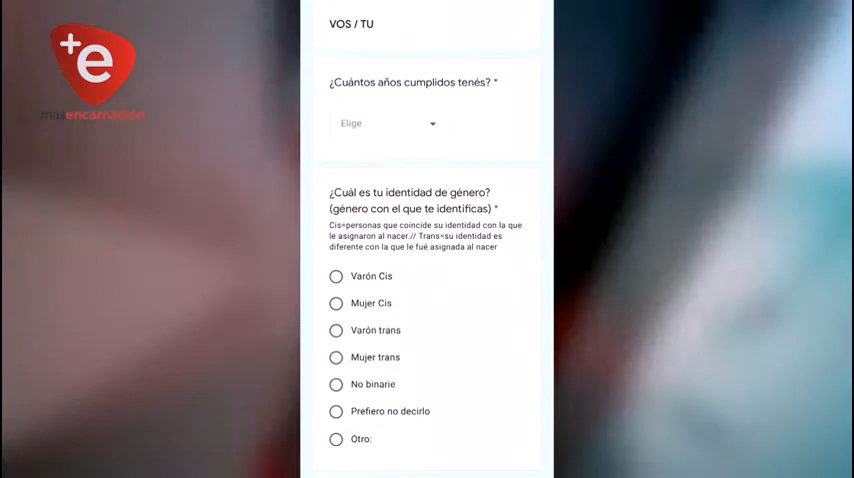 +e
másencarnación
VOS / TU
¿Cuántos años cumplidos tenés? *
Elige
¿Cuál es tu identidad de género?
(género con el que te identificas) *
Cis=personas que coincide su identidad con la que
le asignaron al nacer.// Trans=su identidad es
diferente con la que le fué asignada al nacer
Varón Cis
Mujer Cis
Varón trans
Mujer trans
No binarie
Prefiero no decirlo
Otro: